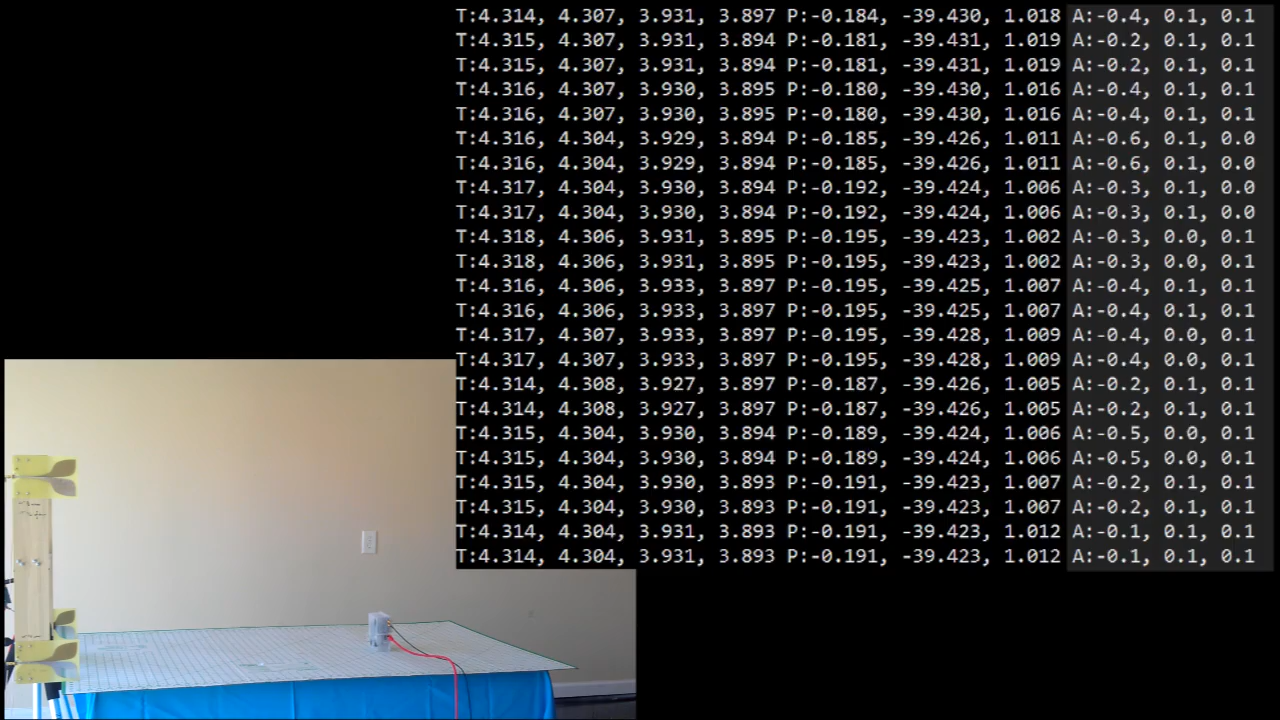 T:4.314, 4.307, 3.931, 3.897 P:-0.184, -39.430, 1.018 A:-0.4, 0.1, 0.1
T:4.315, 4.307, 3.931, 3.894 P:-0.181, -39.431, 1.019 A:-0.2, 0.1, 0.1
T:4.315, 4.307, 3.931, 3.894 P:-0.181, -39.431, 1.019 A:-0.2, 0.1, 0.1
T:4.316, 4.307, 3.930, 3.895 P:-0.180, -39.430, 1.016 A:-0.4, 0.1, 0.1
T:4.316, 4.307, 3.930, 3.895 P:-0.180, -39.430, 1.016 A:-0.4, 0.1, 0.1
T:4.316, 4.304, 3.929, 3.894 P:-0.185, -39.426, 1.011 A:-0.6, 0.1, 0.0
T:4.316, 4.304, 3.929, 3.894 P:-0.185, -39.426, 1.011 A:-0.6, 0.1, 0.0
T:4.317, 4.304, 3.930, 3.894 P:-0.192, -39.424, 1.006 A:-0.3, 0.1, 0.0
T:4.317, 4.304, 3.930, 3.894 P:-0.192, -39.424, 1.006 A:-0.3, 0.1, 0.0
T:4.318, 4.306, 3.931, 3.895 P:-0.195, -39.423, 1.002 A:-0.3, 0.0, 0.1
T:4.318, 4.306, 3.931, 3.895 P:-0.195, -39.423, 1.002 A:-0.3, 0.0, 0.1
T:4.316, 4.306, 3.933, 3.897 P:-0.195, -39.425, 1.007 A:-0.4, 0.1, 0.1
T:4.316, 4.306, 3.933, 3.897 P:-0.195, -39.425, 1.007 A:-0.4, 0.1, 0.1
T:4.317, 4.307, 3.933, 3.897 P:-0.195, -39.428, 1.009 A:-0.4, 0.0, 0.1
T:4.317, 4.307, 3.933, 3.897 P:-0.195, -39.428, 1.009 A:-0.4, 0.0, 0.1
T:4.314, 4.308, 3.927, 3.897 P:-0.187, -39.426, 1.005 A:-0.2, 0.1, 0.1
T:4.314, 4.308, 3.927, 3.897 P:-0.187, -39.426, 1.005 A:-0.2, 0.1, 0.1
T:4.315, 4.304, 3.930, 3.894 P:-0.189, -39.424, 1.006 A:-0.5, 0.0, 0.1
T:4.315, 4.304, 3.930, 3.894 P:-0.189, -39.424, 1.006 A:-0.5, 0.0, 0.1
T:4.315, 4.304, 3.930, 3.893 P:-0.191, -39.423, 1.007 A:-0.2, 0.1, 0.1
T:4.315, 4.304, 3.930, 3.893 P:-0.191, -39.423, 1.007 A:-0.2, 0.1, 0.1
T:4.314, 4.304, 3.931, 3.893 P:-0.191, -39.423, 1.012 A:-0.1, 0.1, 0.1
T:4.314, 4.304, 3.931, 3.893 P:-0.191, -39.423, 1.012 A:-0.1, 0.1, 0.1